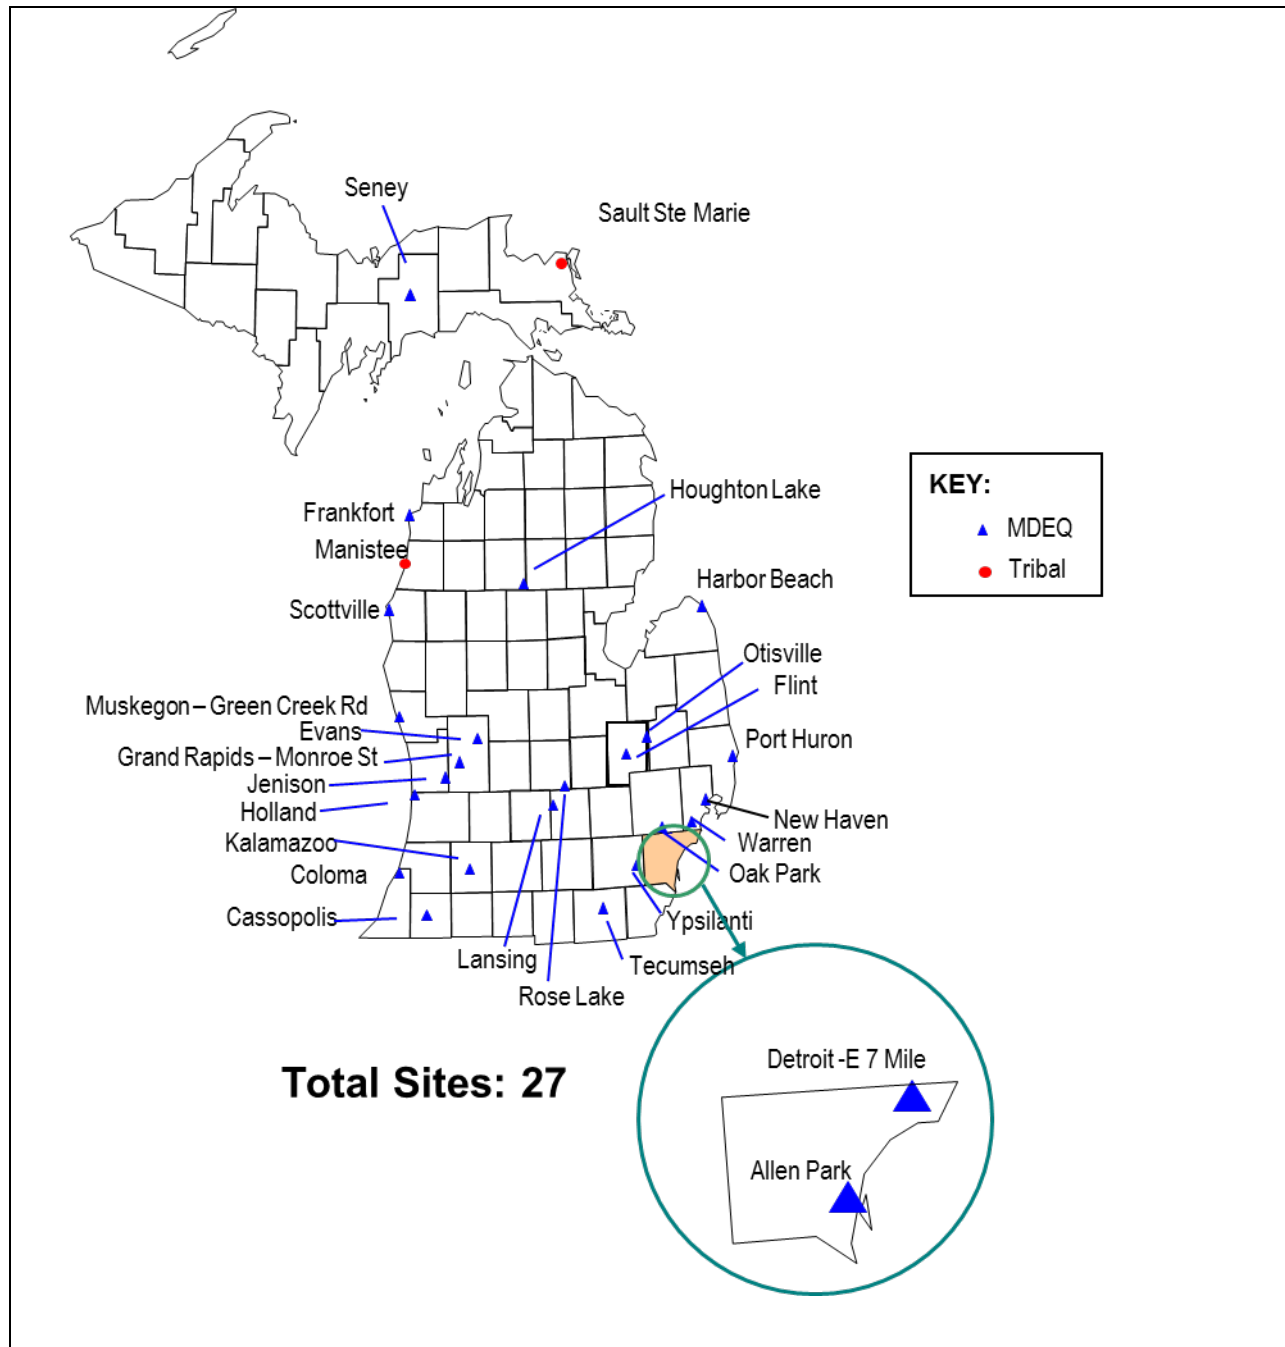 Seney
Sault Ste Marie
Houghton Lake
Frankfort
Manistee
KEY:
MDEQ
Tribal
Harbor Beach
Scottville
Otisville
Flint
Muskegon – Green Creek Rd
Evans
Port Huron
Grand Rapids – Monroe St
Jenison
Holland
New Haven
Kalamazoo
Warren
Coloma
Oak Park
Cassopolis
Ypsilanti
Lansing
Tecumseh
Rose Lake
Total Sites: 27
Detroit -E 7 Mile
Allen Park